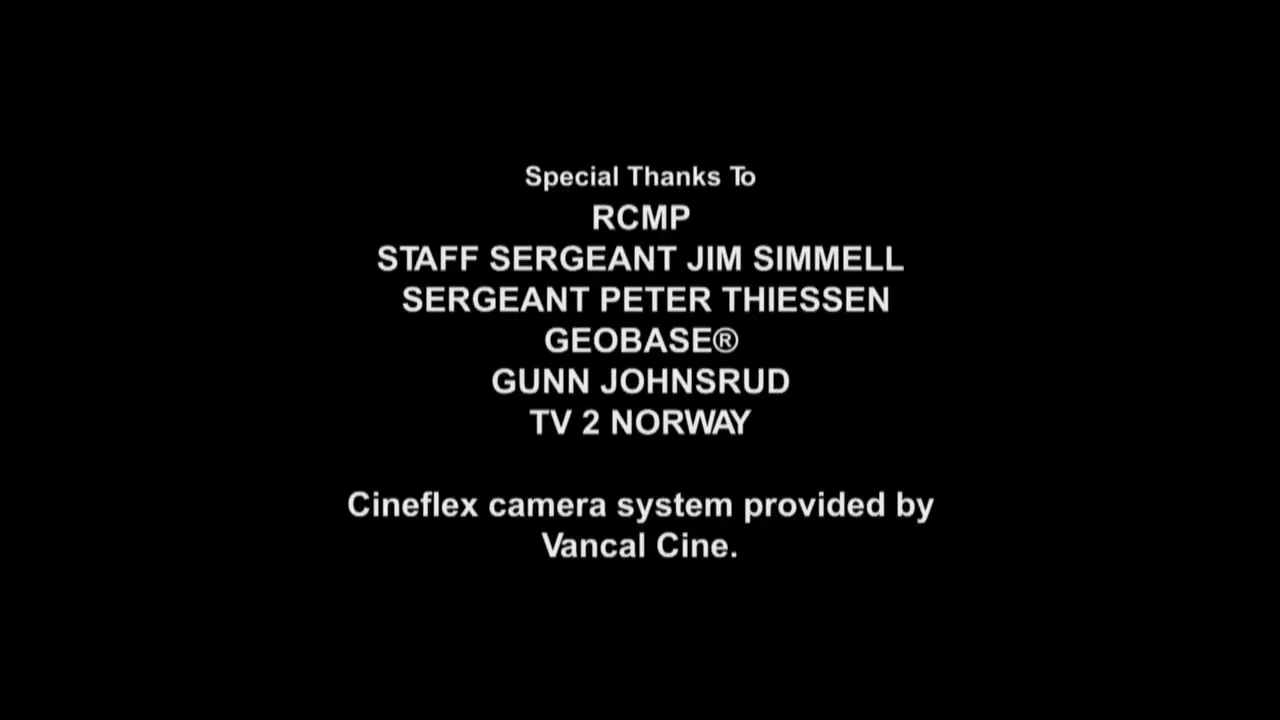 Special Thanks To
RCMP
STAFF SERGEANT JIM SIMMELL
SERGEANT PETER THIESSEN
GEOBASE®
GUNN JOHNSRUD
TV 2 NORWAY
Cineflex camera system provided by
Vancal Cine.